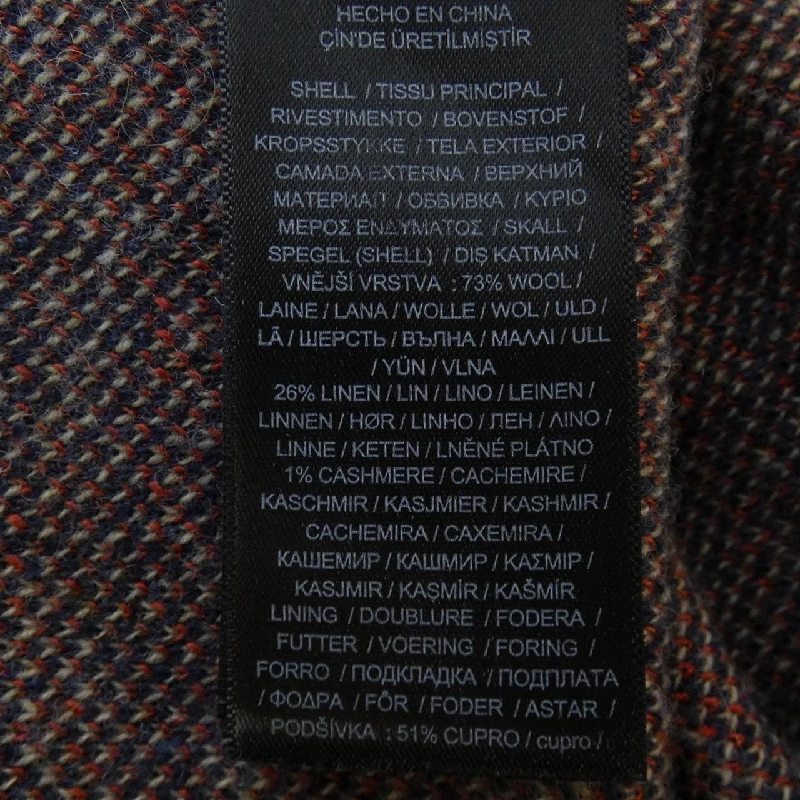 HECHO EN CHINA
ÇİN'DE ÜRETİLMİŞTİR
SHELL / TISSU PRINCIPAL /
RIVESTIMENTO / BOVENSTOF /
KROPSSTYKKE / TELA EXTERIOR /
CAMADA EXTERNA / ВЕРХНИЙ
МАТЕРИАЛ / ОБВИВКА / ΚΥΡΙΟ
ΜΕΡΟΣ ΕΝΔΥΜΑΤΟΣ / SKALL /
SPEGEL (SHELL) / DIŞ KATMAN /
VNĚJŠÍ VRSTVA : 73% WOOL /
LAINE / LANA / WOLLE / WOL / ULD /
LÃ / ШЕРСТЬ / ВЪЛНА / ΜΑΛΛΙ / ULL
/ YÜN / VLNA
26% LINEN / LIN / LINO / LEINEN /
LINNEN / HØR / LINHO / ЛЕН / ΛΙΝΟ /
LINNE / KETEN / LNĚNÉ PLÁTNO
1% CASHMERE / CACHEMIRE /
KASCHMIR / KASJMIER / KASHMIR /
CACHEMIRA / CAXEMIRA /
КАШЕМИР / КАШМИР / ΚΑΣΜΙΡ /
KASJMIR / KAŞMİR / KAŠMÍR
LINING / DOUBLURE / FODERA /
FUTTER / VOERING / FORING /
FORRO / ПОДКЛАДКА / ПОДПЛАТА
/ ΦΟΔΡΑ / FÔR / FODER / ASTAR /
PODŠÍVKA : 51% CUPRO / cupro /